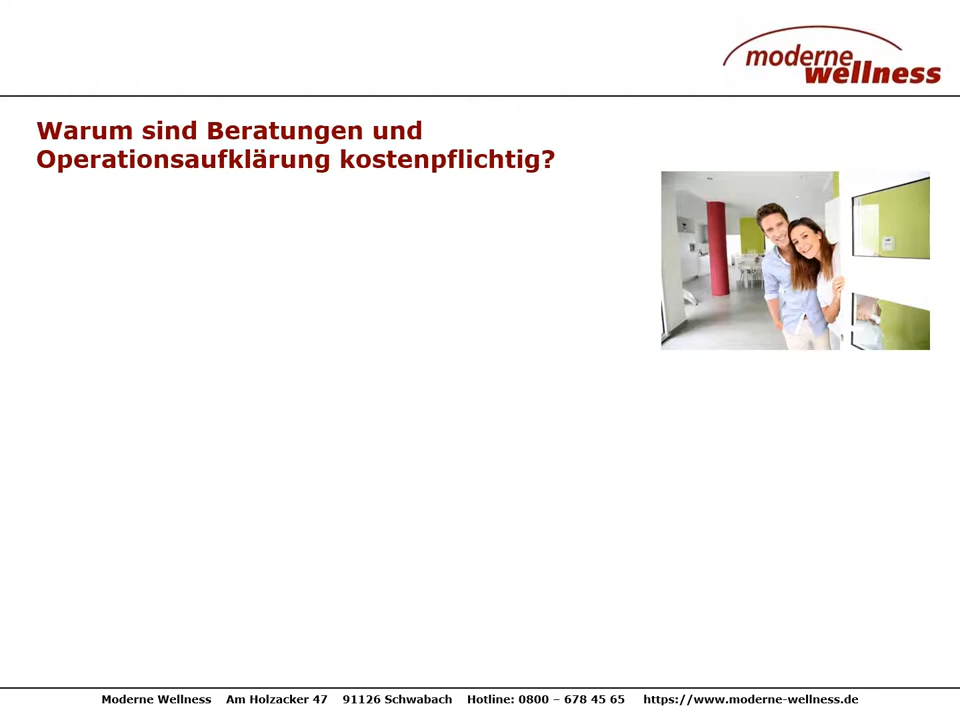 moderne
wellness
Warum sind Beratungen und
Operationsaufklärung kostenpflichtig?
Moderne Wellness Am Holzacker 47 91126 Schwabach Hotline: 0800 – 678 45 65 https://www.moderne-wellness.de